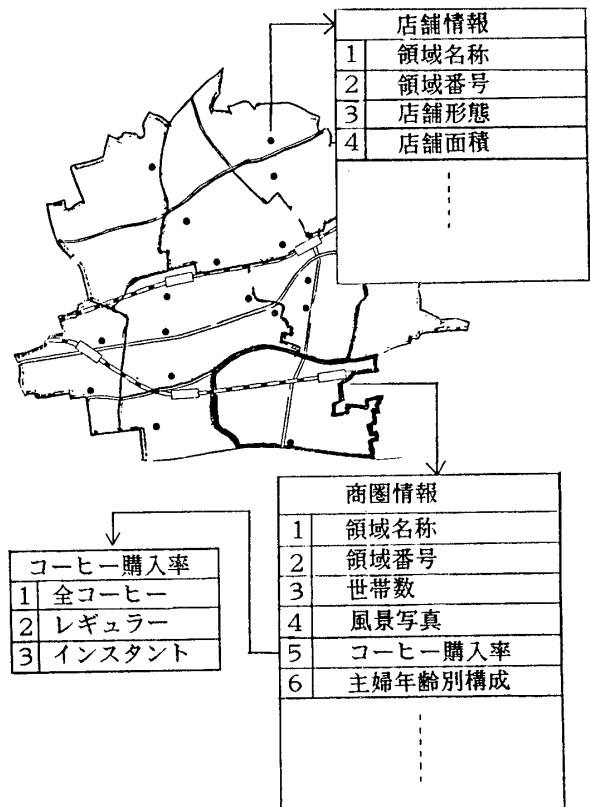 店舗情報
1 領域名称
2 領域番号
3 店舗形態
4 店舗面積
商圏情報
1 領域名称
2 領域番号
3 世帯数
4 風景写真
5 コーヒー購入率
6 主婦年齢別構成
コーヒー購入率
1 全コーヒー
2 レギュラー
3 インスタント